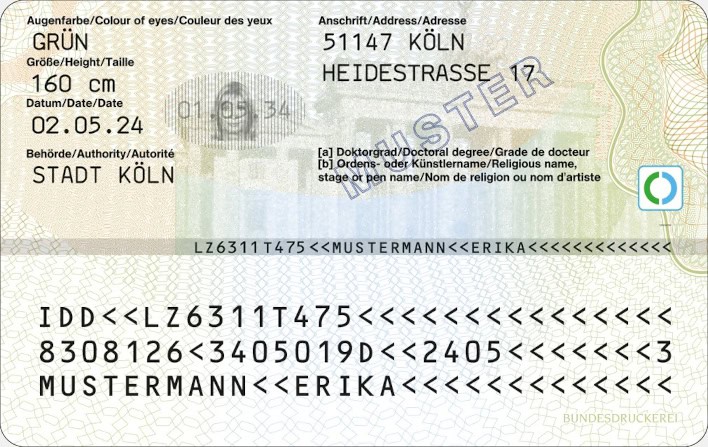 Augenfarbe/Colour of eyes/Couleur des yeux
GRÜN
Größe/Height/Taille
160 cm
Datum/Date/Date
02.05.24
Behörde/Authority/Autorité
STADT KÖLN
01.05.34
Anschrift/Address/Adresse
51147 KÖLN
HEIDESTRASSE 17
MUSTER
[a] Doktorgrad/Doctoral degree/Grade de docteur
[b] Ordens- oder Künstlername/Religious name,
stage or pen name/Nom de religion ou nom d'artiste
LZ6311T475<<MUSTERMANN<<ERIKA<<<<<<<<<<<<<
IDD<<LZ6311T475<<<<<<<<<<<<<<<
8308126<3405019D<<2405<<<<<<<3
MUSTERMANN<<ERIKA<<<<<<<<<<<<<
BUNDESDRUCKEREI